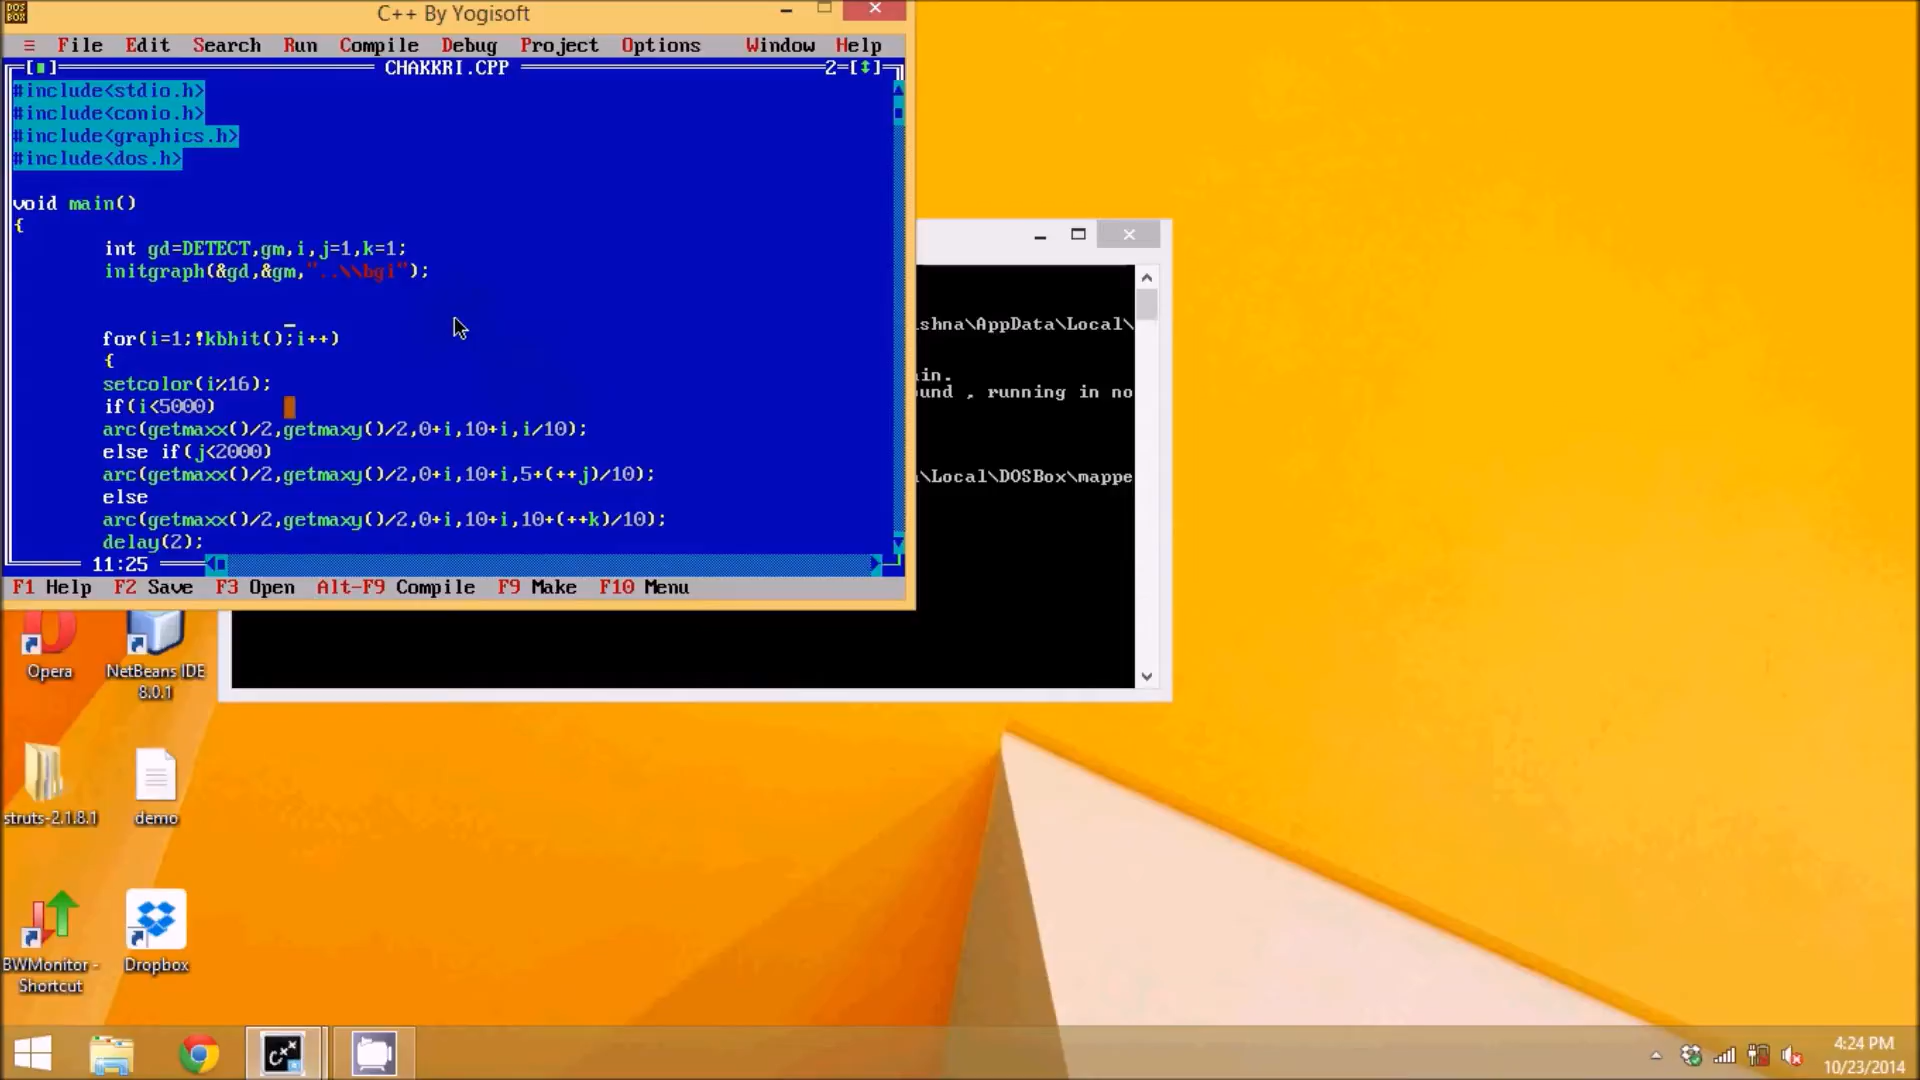 DOS
BOX
C++ By Yogisoft
≡ File Edit Search Run Compile Debug Project Options Window Help
[■] CHAKKRI.CPP 2=[↕]
#include<stdio.h>
#include<conio.h>
#include<graphics.h>
#include<dos.h>
void main()
{
int gd=DETECT,gm,i,j=1,k=1;
initgraph(&gd,&gm,"..\\bgi");
for(i=1;!kbhit();i++)
{
setcolor(i%16);
if(i<5000)
arc(getmaxx()/2,getmaxy()/2,0+i,10+i,i/10);
else if(j<2000)
arc(getmaxx()/2,getmaxy()/2,0+i,10+i,5+(++j)/10);
else
arc(getmaxx()/2,getmaxy()/2,0+i,10+i,10+(++k)/10);
delay(2);
11:25
F1 Help F2 Save F3 Open Alt-F9 Compile F9 Make F10 Menu
shna\AppData\Local\
in.
und , running in no
\Local\DOSBox\mappe
Opera
NetBeans IDE
8.0.1
struts-2.1.8.1
demo
BWMonitor -
Shortcut
Dropbox
C++
4:24 PM
10/23/2014